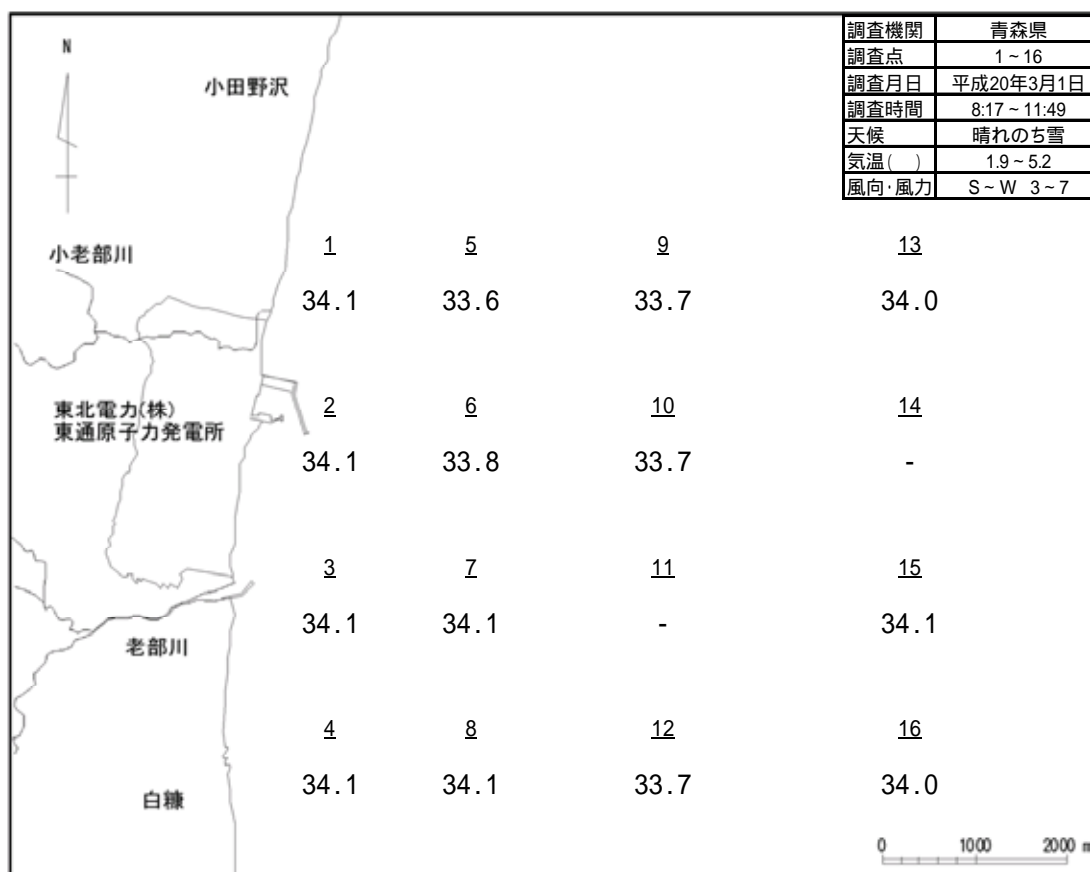 調査機関 青森県
調査点 1~16
調査月日 平成20年3月1日
調査時間 8:17~11:49
天候 晴れのち雪
気温( ) 1.9~5.2
風向・風力 S~W 3~7
N
小田野沢
小老部川
1 5 9 13
34.1 33.6 33.7 34.0
東北電力(株)
東通原子力発電所
2 6 10 14
34.1 33.8 33.7 -
3 7 11 15
34.1 34.1 - 34.1
老部川
4 8 12 16
34.1 34.1 33.7 34.0
白糠
0 1000 2000 m